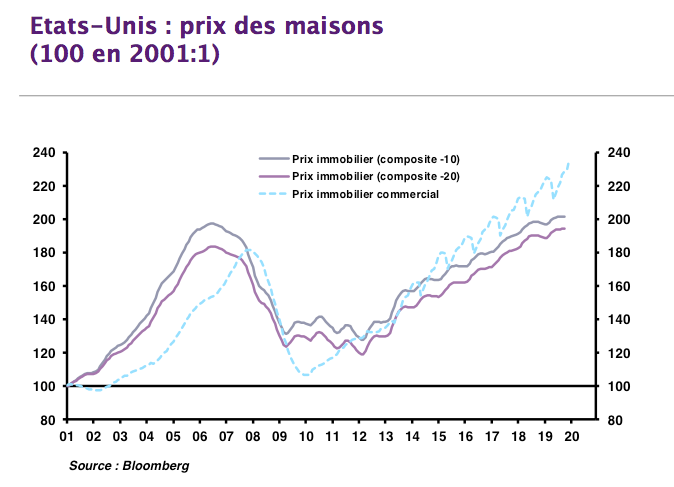 Etats-Unis : prix des maisons
(100 en 2001:1)
Prix immobilier (composite -10)
Prix immobilier (composite -20)
Prix immobilier commercial
240 240
220 220
200 200
180 180
160 160
140 140
120 120
100 100
80 80
01 02 03 04 05 06 07 08 09 10 11 12 13 14 15 16 17 18 19 20
Source : Bloomberg